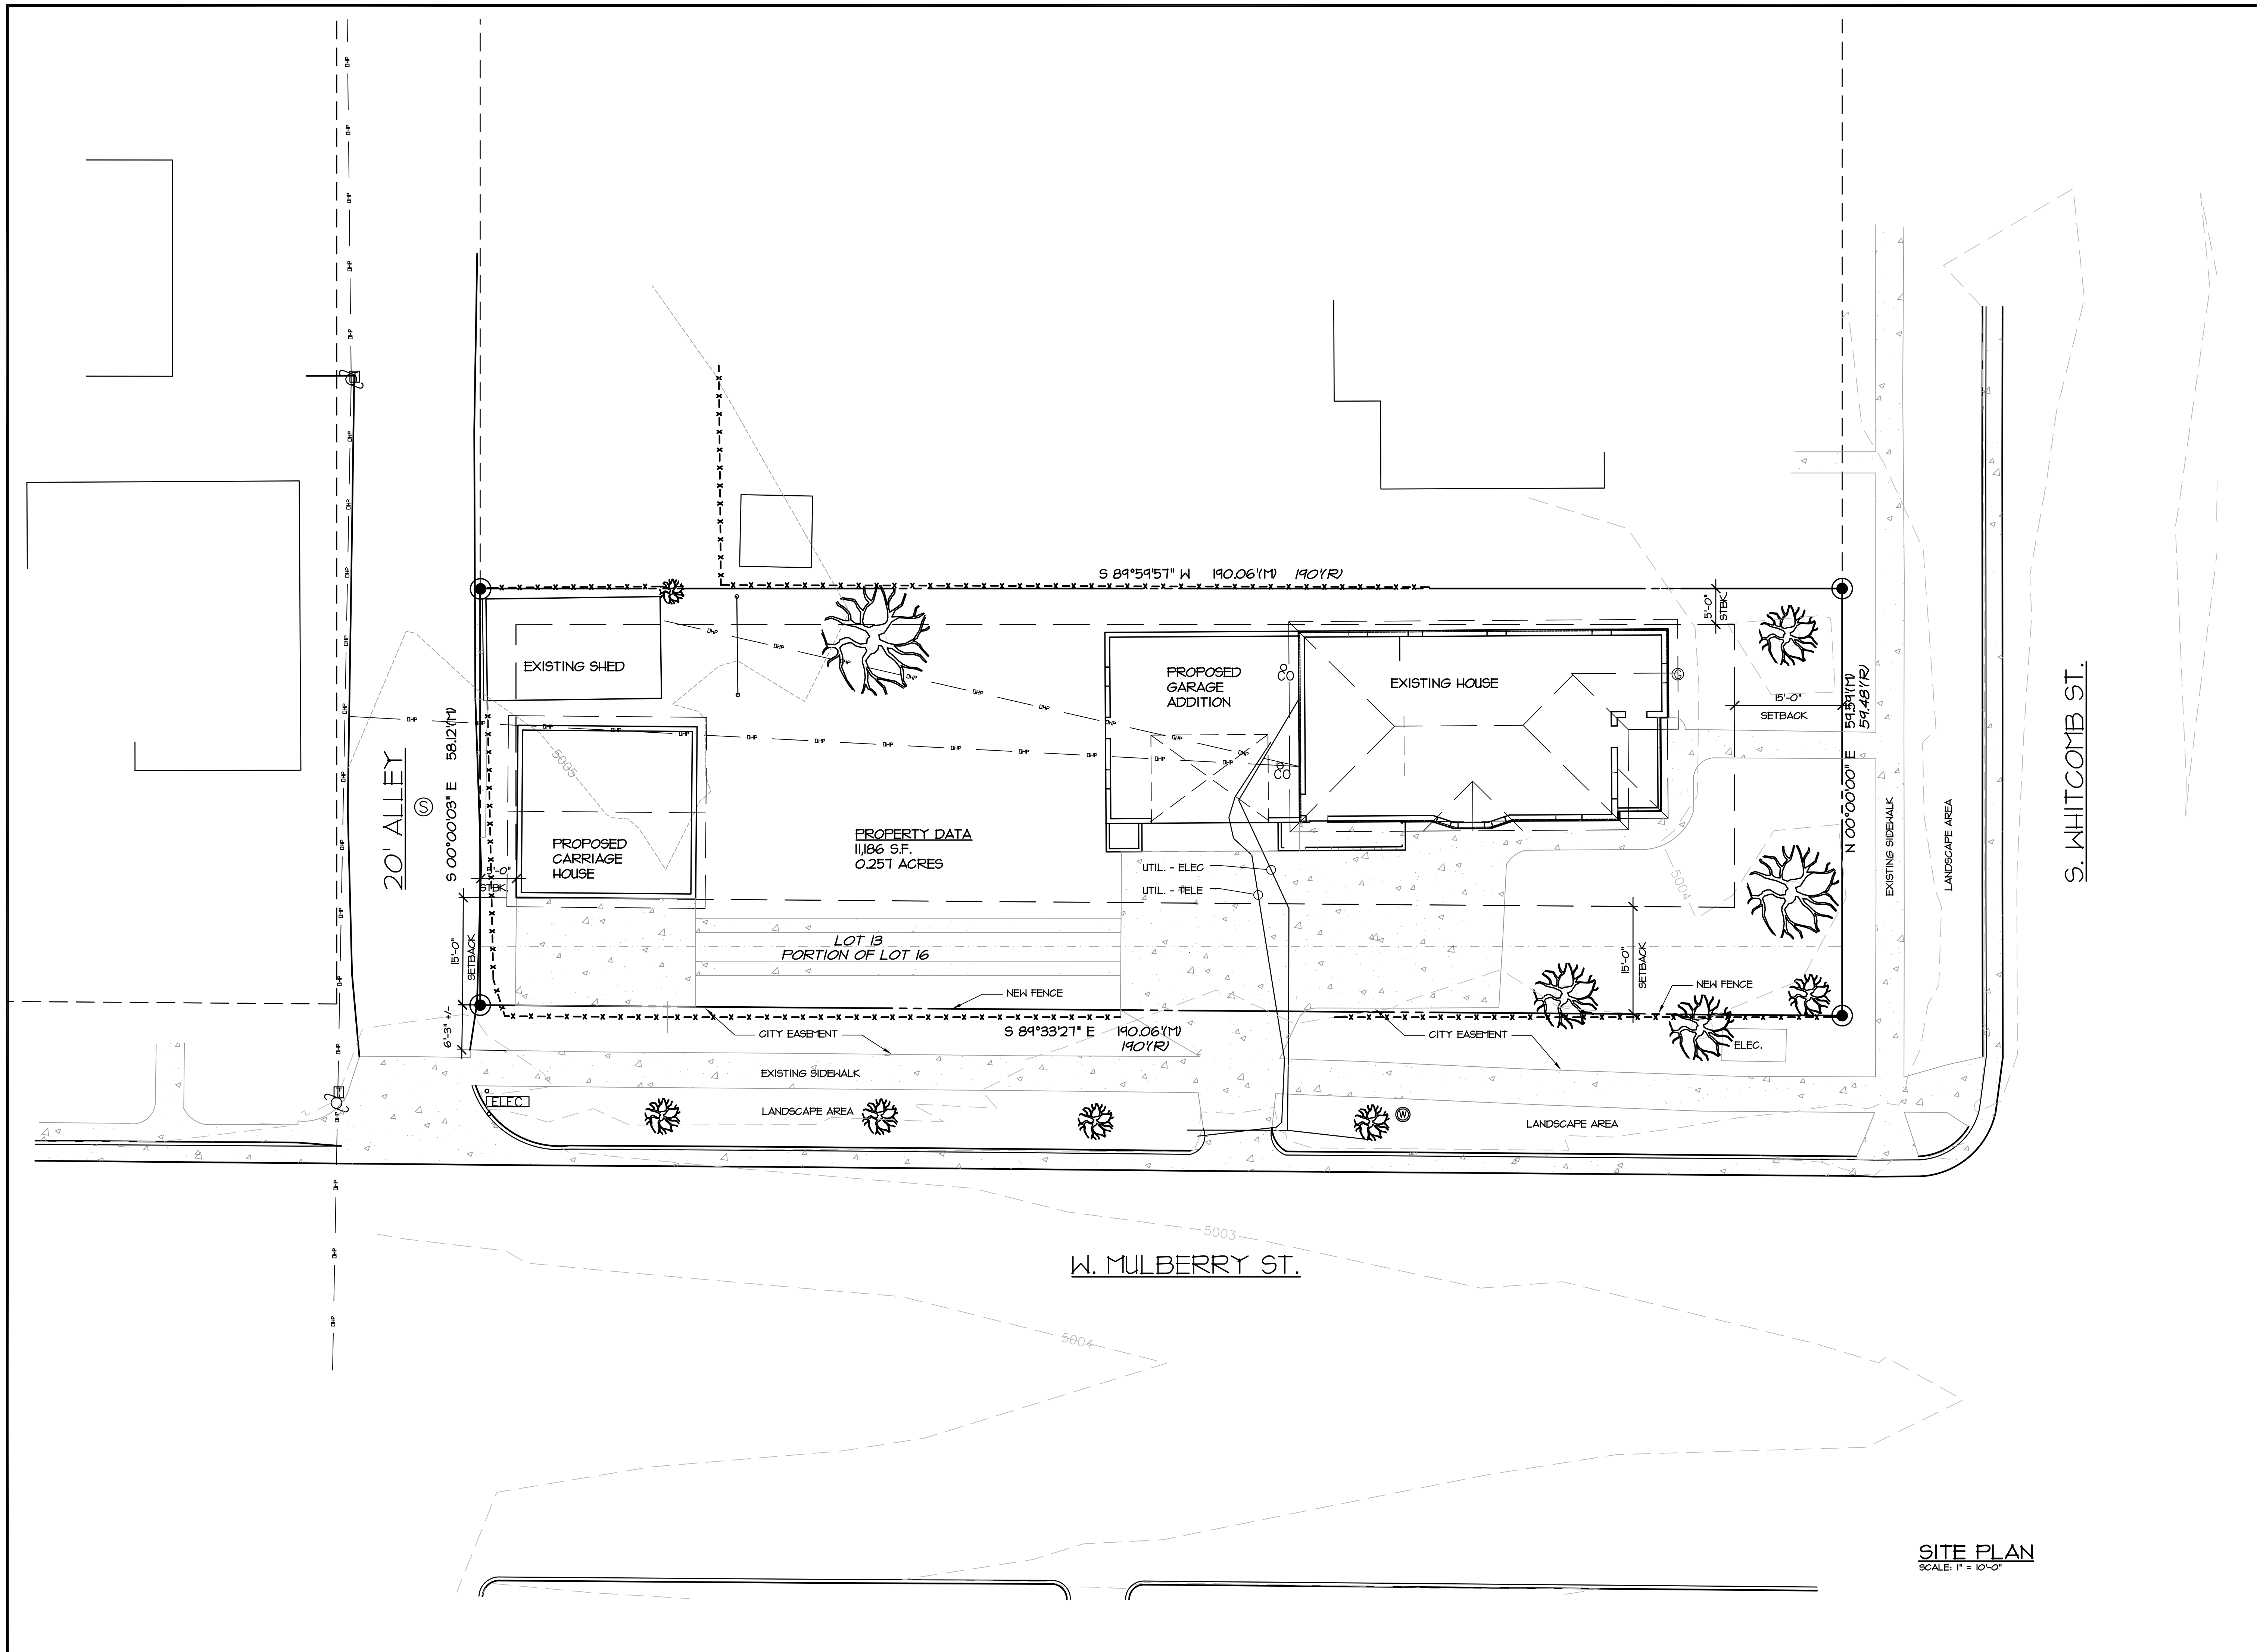 S 89°59'57" W 190.06'(M) 190'(R)
5'-0"
STBK.
EXISTING SHED
PROPOSED
GARAGE
ADDITION
CO
CO
EXISTING HOUSE
G
15'-0"
SETBACK
N 00°00'00" E 59.59'(M)
59.48'(R)
S. WHITCOMB ST.
20' ALLEY
S
S 00°00'03" E 58.12'(M)
5005
PROPOSED
CARRIAGE
HOUSE
PROPERTY DATA
11,186 S.F.
0.257 ACRES
UTIL. - ELEC
UTIL. - TELE
5004
EXISTING SIDEWALK
LANDSCAPE AREA
STBK.
15'-0"
SETBACK
LOT 13
PORTION OF LOT 16
15'-0"
SETBACK
NEW FENCE
NEW FENCE
6'-3" +/-
CITY EASEMENT
S 89°33'27" E 190.06'(M)
190'(R)
CITY EASEMENT
ELEC.
EXISTING SIDEWALK
ELEC
LANDSCAPE AREA
W
LANDSCAPE AREA
5003
W. MULBERRY ST.
5004
SITE PLAN
SCALE: 1" = 10'-0"
OHP